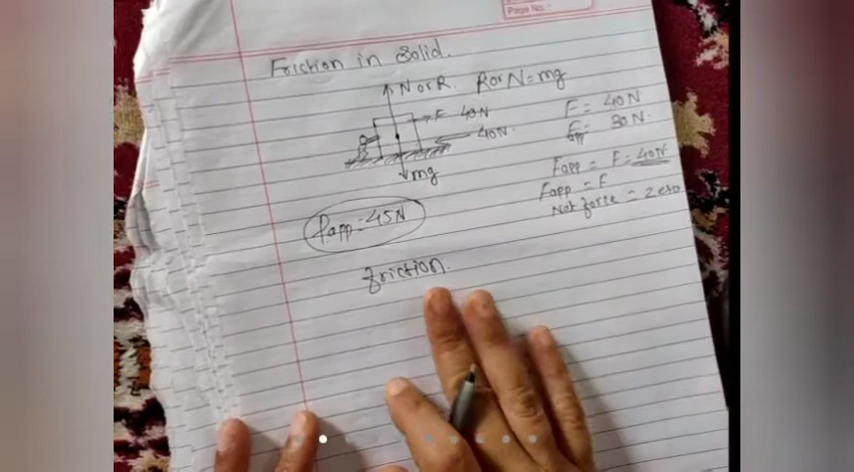 Page No.:
Friction in Solid.
N or R. R or N = mg
F 40N
40N.
mg
F = 40N
30N.
Fapp = F = 40N
Fapp = F
Net force = Zero
Fapp = 45N
friction.